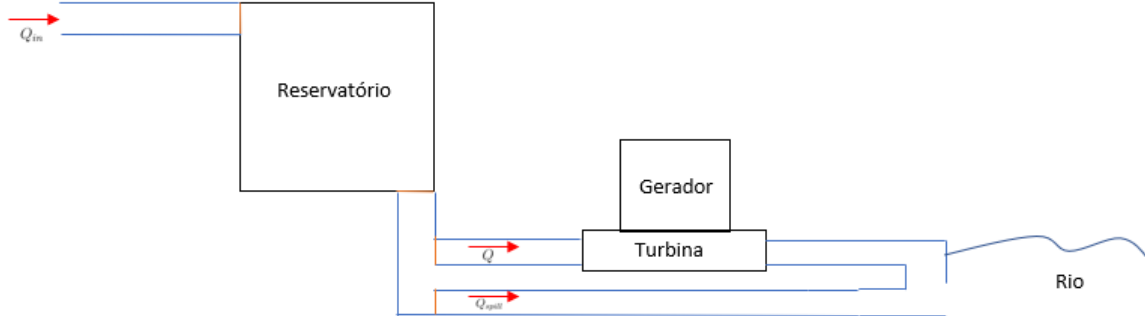 Q_in
Reservatório
Gerador
Turbina
Q
Rio
Q_spill